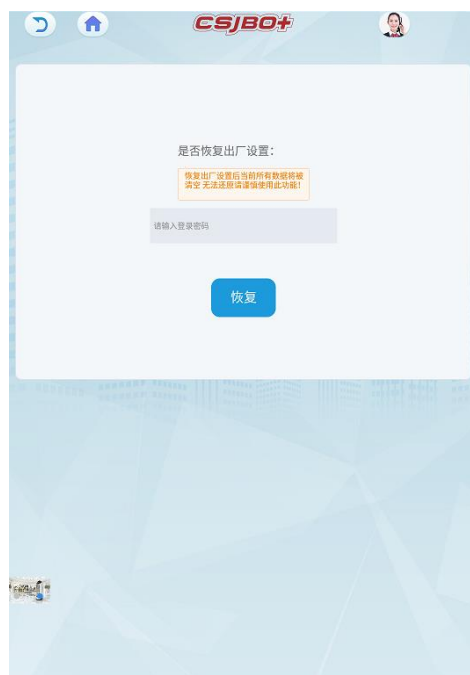 CSJBO+
是否恢复出厂设置：
恢复出厂设置后当前所有数据将被
清空 无法还原请谨慎使用此功能！
请输入登录密码
恢复